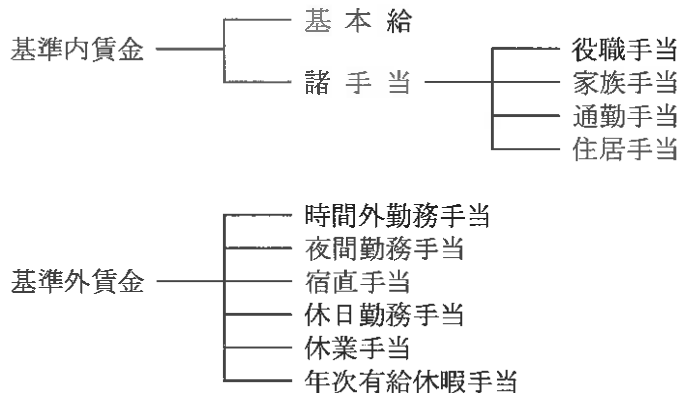 基準内賃金
基本給
諸手当
役職手当
家族手当
通勤手当
住居手当
基準外賃金
時間外勤務手当
夜間勤務手当
宿直手当
休日勤務手当
休業手当
年次有給休暇手当